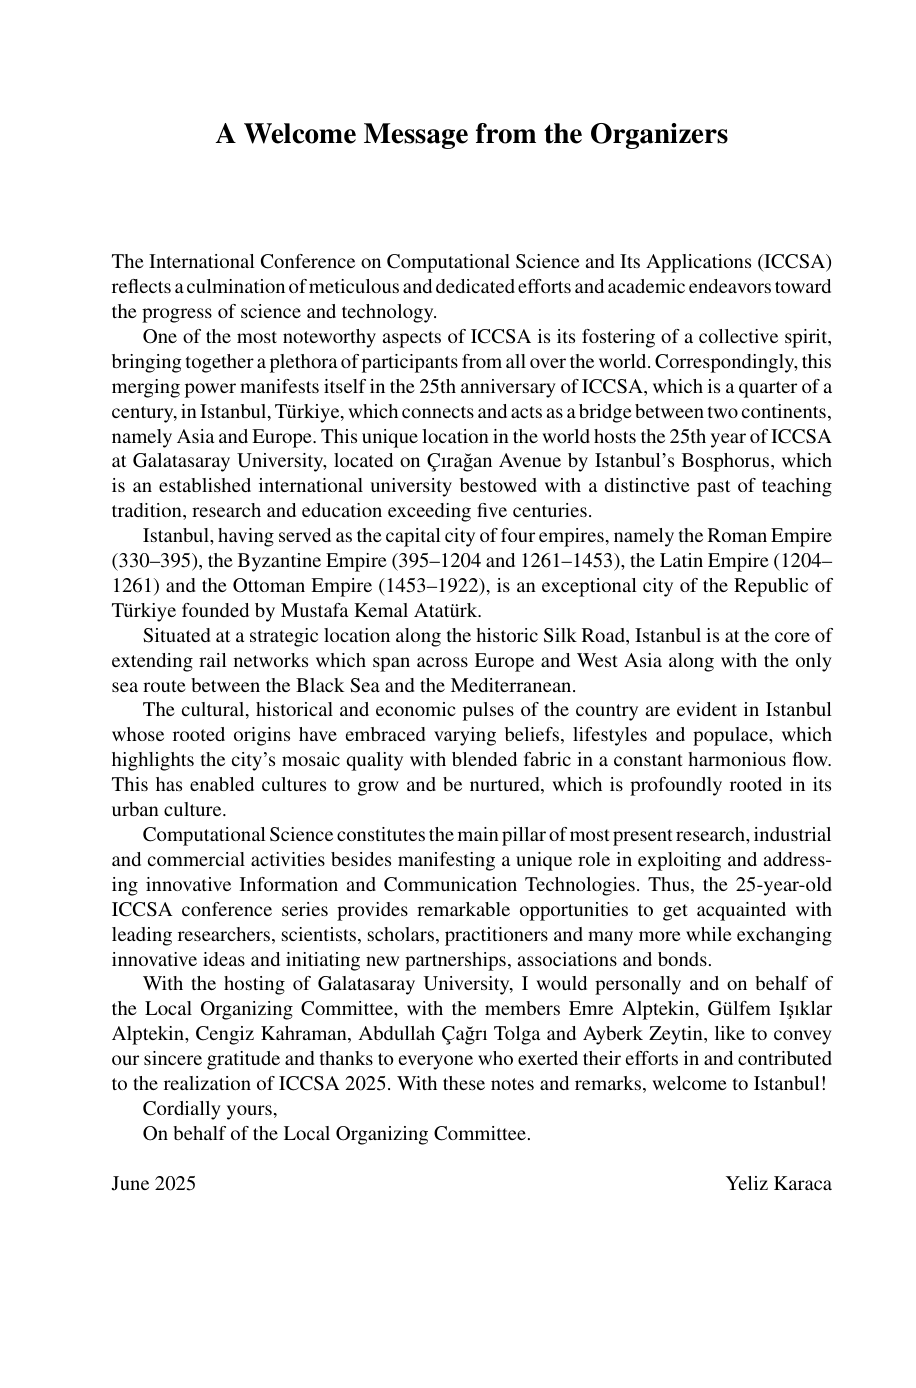 A Welcome Message from the Organizers
The International Conference on Computational Science and Its Applications (ICCSA)
reflects a culmination of meticulous and dedicated efforts and academic endeavors toward
the progress of science and technology.
One of the most noteworthy aspects of ICCSA is its fostering of a collective spirit,
bringing together a plethora of participants from all over the world. Correspondingly, this
merging power manifests itself in the 25th anniversary of ICCSA, which is a quarter of a
century, in Istanbul, Türkiye, which connects and acts as a bridge between two continents,
namely Asia and Europe. This unique location in the world hosts the 25th year of ICCSA
at Galatasaray University, located on Çırağan Avenue by Istanbul's Bosphorus, which
is an established international university bestowed with a distinctive past of teaching
tradition, research and education exceeding five centuries.
Istanbul, having served as the capital city of four empires, namely the Roman Empire
(330–395), the Byzantine Empire (395–1204 and 1261–1453), the Latin Empire (1204–
1261) and the Ottoman Empire (1453–1922), is an exceptional city of the Republic of
Türkiye founded by Mustafa Kemal Atatürk.
Situated at a strategic location along the historic Silk Road, Istanbul is at the core of
extending rail networks which span across Europe and West Asia along with the only
sea route between the Black Sea and the Mediterranean.
The cultural, historical and economic pulses of the country are evident in Istanbul
whose rooted origins have embraced varying beliefs, lifestyles and populace, which
highlights the city's mosaic quality with blended fabric in a constant harmonious flow.
This has enabled cultures to grow and be nurtured, which is profoundly rooted in its
urban culture.
Computational Science constitutes the main pillar of most present research, industrial
and commercial activities besides manifesting a unique role in exploiting and address-
ing innovative Information and Communication Technologies. Thus, the 25-year-old
ICCSA conference series provides remarkable opportunities to get acquainted with
leading researchers, scientists, scholars, practitioners and many more while exchanging
innovative ideas and initiating new partnerships, associations and bonds.
With the hosting of Galatasaray University, I would personally and on behalf of
the Local Organizing Committee, with the members Emre Alptekin, Gülfem Işıklar
Alptekin, Cengiz Kahraman, Abdullah Çağrı Tolga and Ayberk Zeytin, like to convey
our sincere gratitude and thanks to everyone who exerted their efforts in and contributed
to the realization of ICCSA 2025. With these notes and remarks, welcome to Istanbul!
Cordially yours,
On behalf of the Local Organizing Committee.
June 2025 Yeliz Karaca